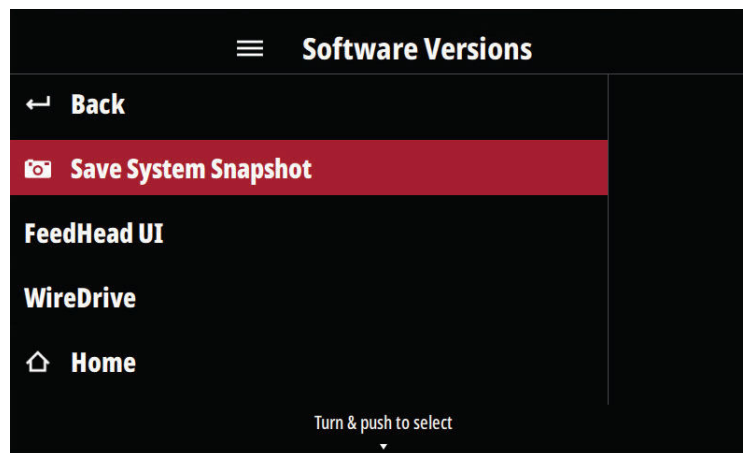 Software Versions
Back
Save System Snapshot
FeedHead UI
WireDrive
Home
Turn & push to select